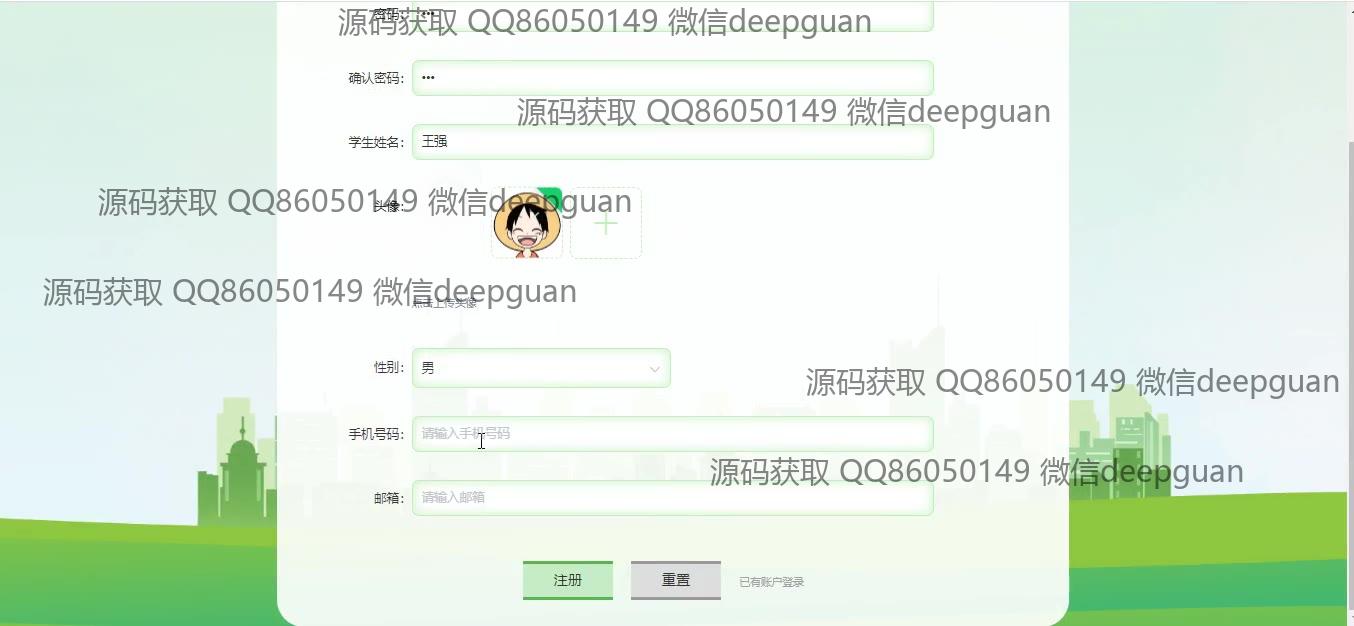 密码: •••
源码获取 QQ86050149 微信deepguan
确认密码: •••
源码获取 QQ86050149 微信deepguan
学生姓名: 王强
源码获取 QQ86050149 微信deepguan
头像:
源码获取 QQ86050149 微信deepguan
点击上传头像
性别: 男
源码获取 QQ86050149 微信deepguan
手机号码: 请输入手机号码
源码获取 QQ86050149 微信deepguan
邮箱: 请输入邮箱
注册 重置 已有账户登录